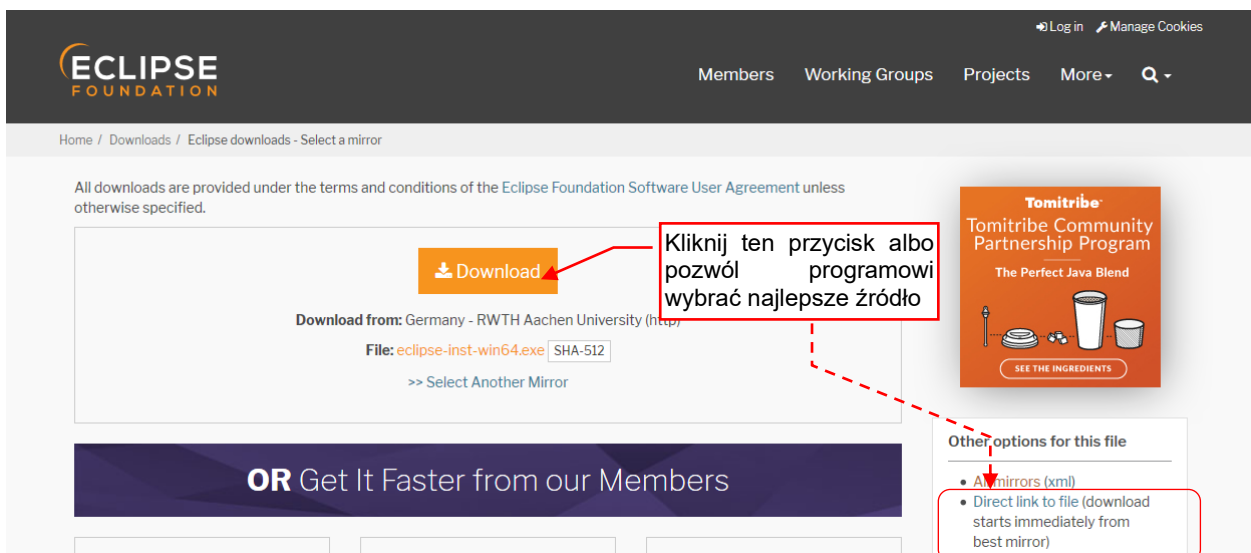 Log in Manage Cookies
ECLIPSE
FOUNDATION
Members Working Groups Projects More
Home / Downloads / Eclipse downloads - Select a mirror
All downloads are provided under the terms and conditions of the Eclipse Foundation Software User Agreement unless
otherwise specified.
Download
Kliknij ten przycisk albo
pozwól programowi
wybrać najlepsze źródło
Download from: Germany - RWTH Aachen University (http)
File: eclipse-inst-win64.exe SHA-512
>> Select Another Mirror
OR Get It Faster from our Members
Tomitribe
Tomitribe Community
Partnership Program
The Perfect Java Blend
SEE THE INGREDIENTS
Other options for this file
• All mirrors (xml)
• Direct link to file (download
starts immediately from
best mirror)